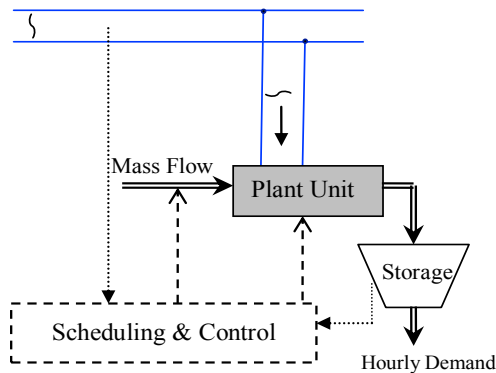 Mass Flow
Plant Unit
Storage
Scheduling & Control
Hourly Demand